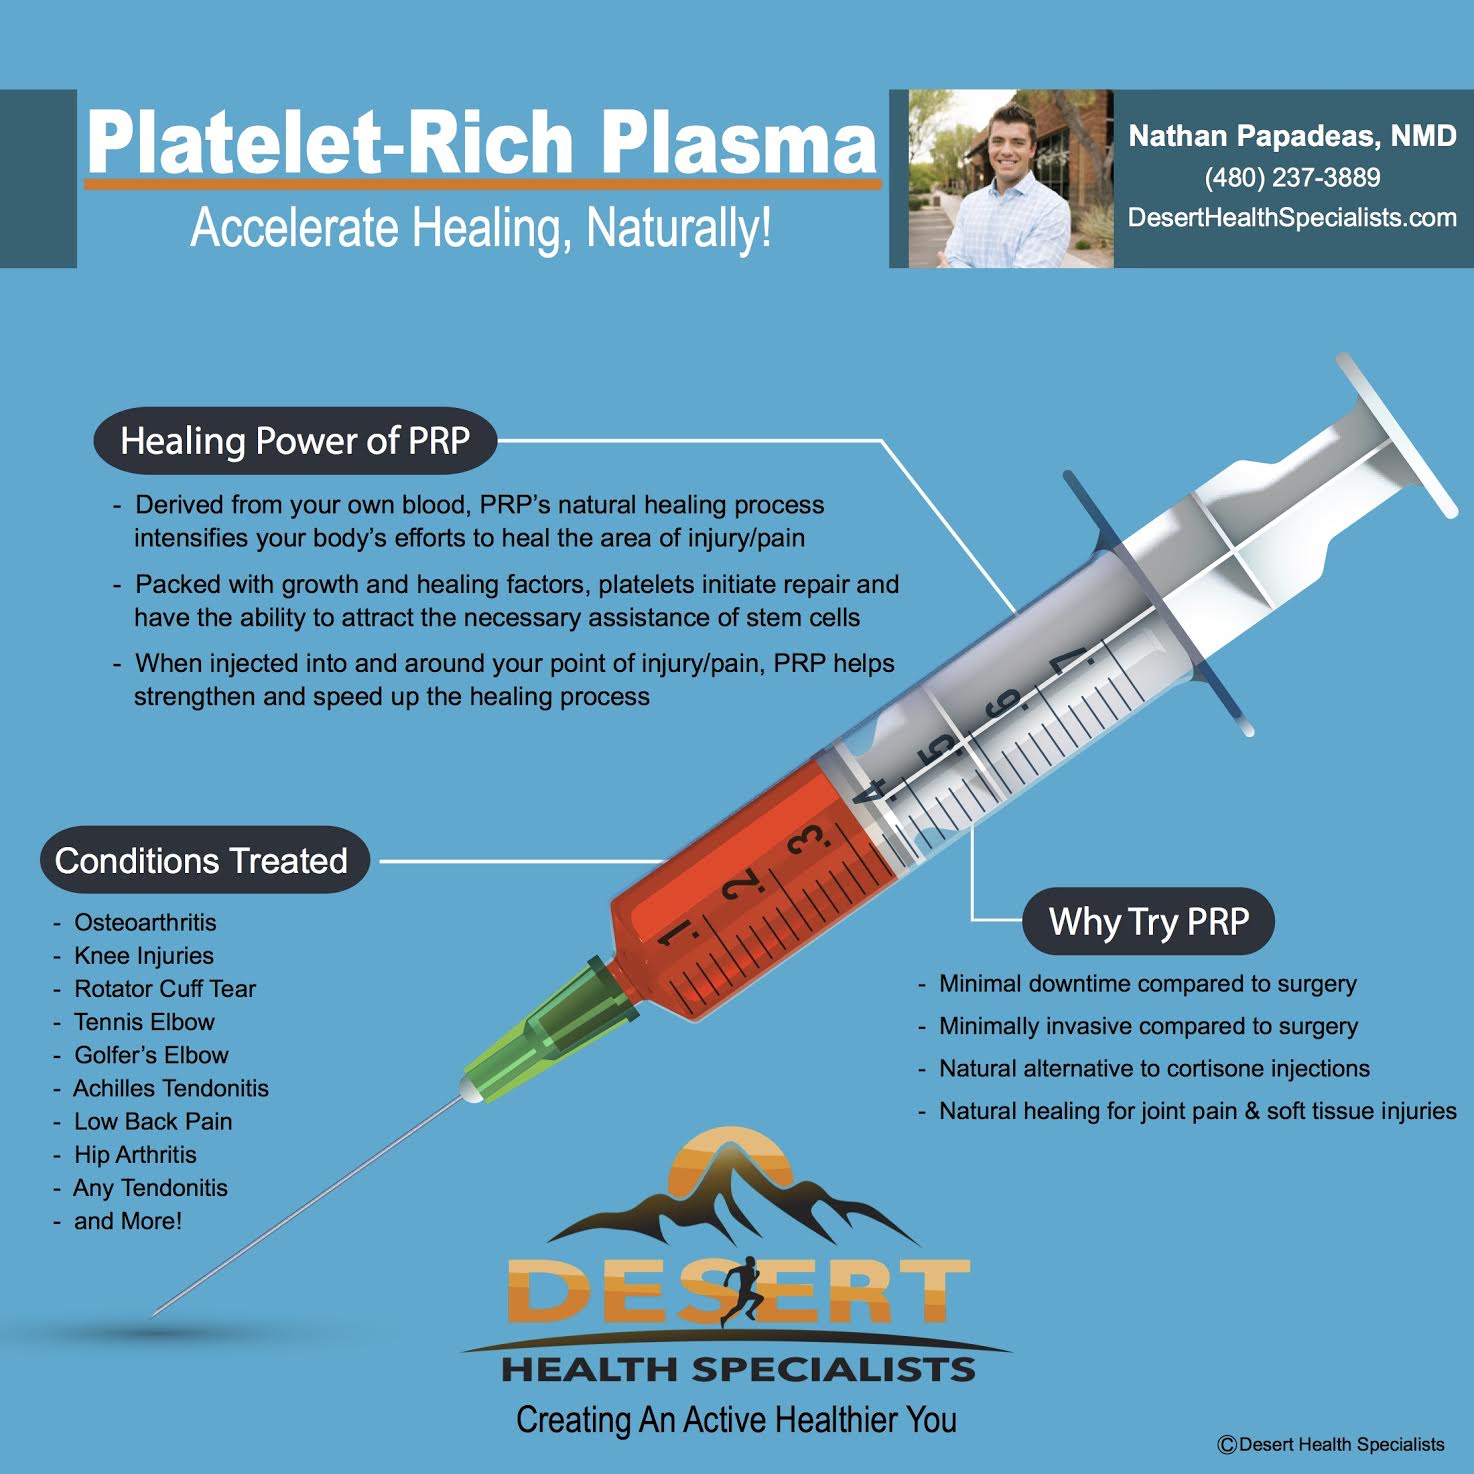 Platelet-Rich Plasma
Accelerate Healing, Naturally!
Nathan Papadeas, NMD
(480) 237-3889
DesertHealthSpecialists.com
Healing Power of PRP
- Derived from your own blood, PRP's natural healing process
intensifies your body's efforts to heal the area of injury/pain
- Packed with growth and healing factors, platelets initiate repair and
have the ability to attract the necessary assistance of stem cells
- When injected into and around your point of injury/pain, PRP helps
strengthen and speed up the healing process
7.
6.
5.
4.
3.
2.
1.
Conditions Treated
- Osteoarthritis
- Knee Injuries
- Rotator Cuff Tear
- Tennis Elbow
- Golfer's Elbow
- Achilles Tendonitis
- Low Back Pain
- Hip Arthritis
- Any Tendonitis
- and More!
Why Try PRP
- Minimal downtime compared to surgery
- Minimally invasive compared to surgery
- Natural alternative to cortisone injections
- Natural healing for joint pain & soft tissue injuries
DESERT
HEALTH SPECIALISTS
Creating An Active Healthier You
©Desert Health Specialists